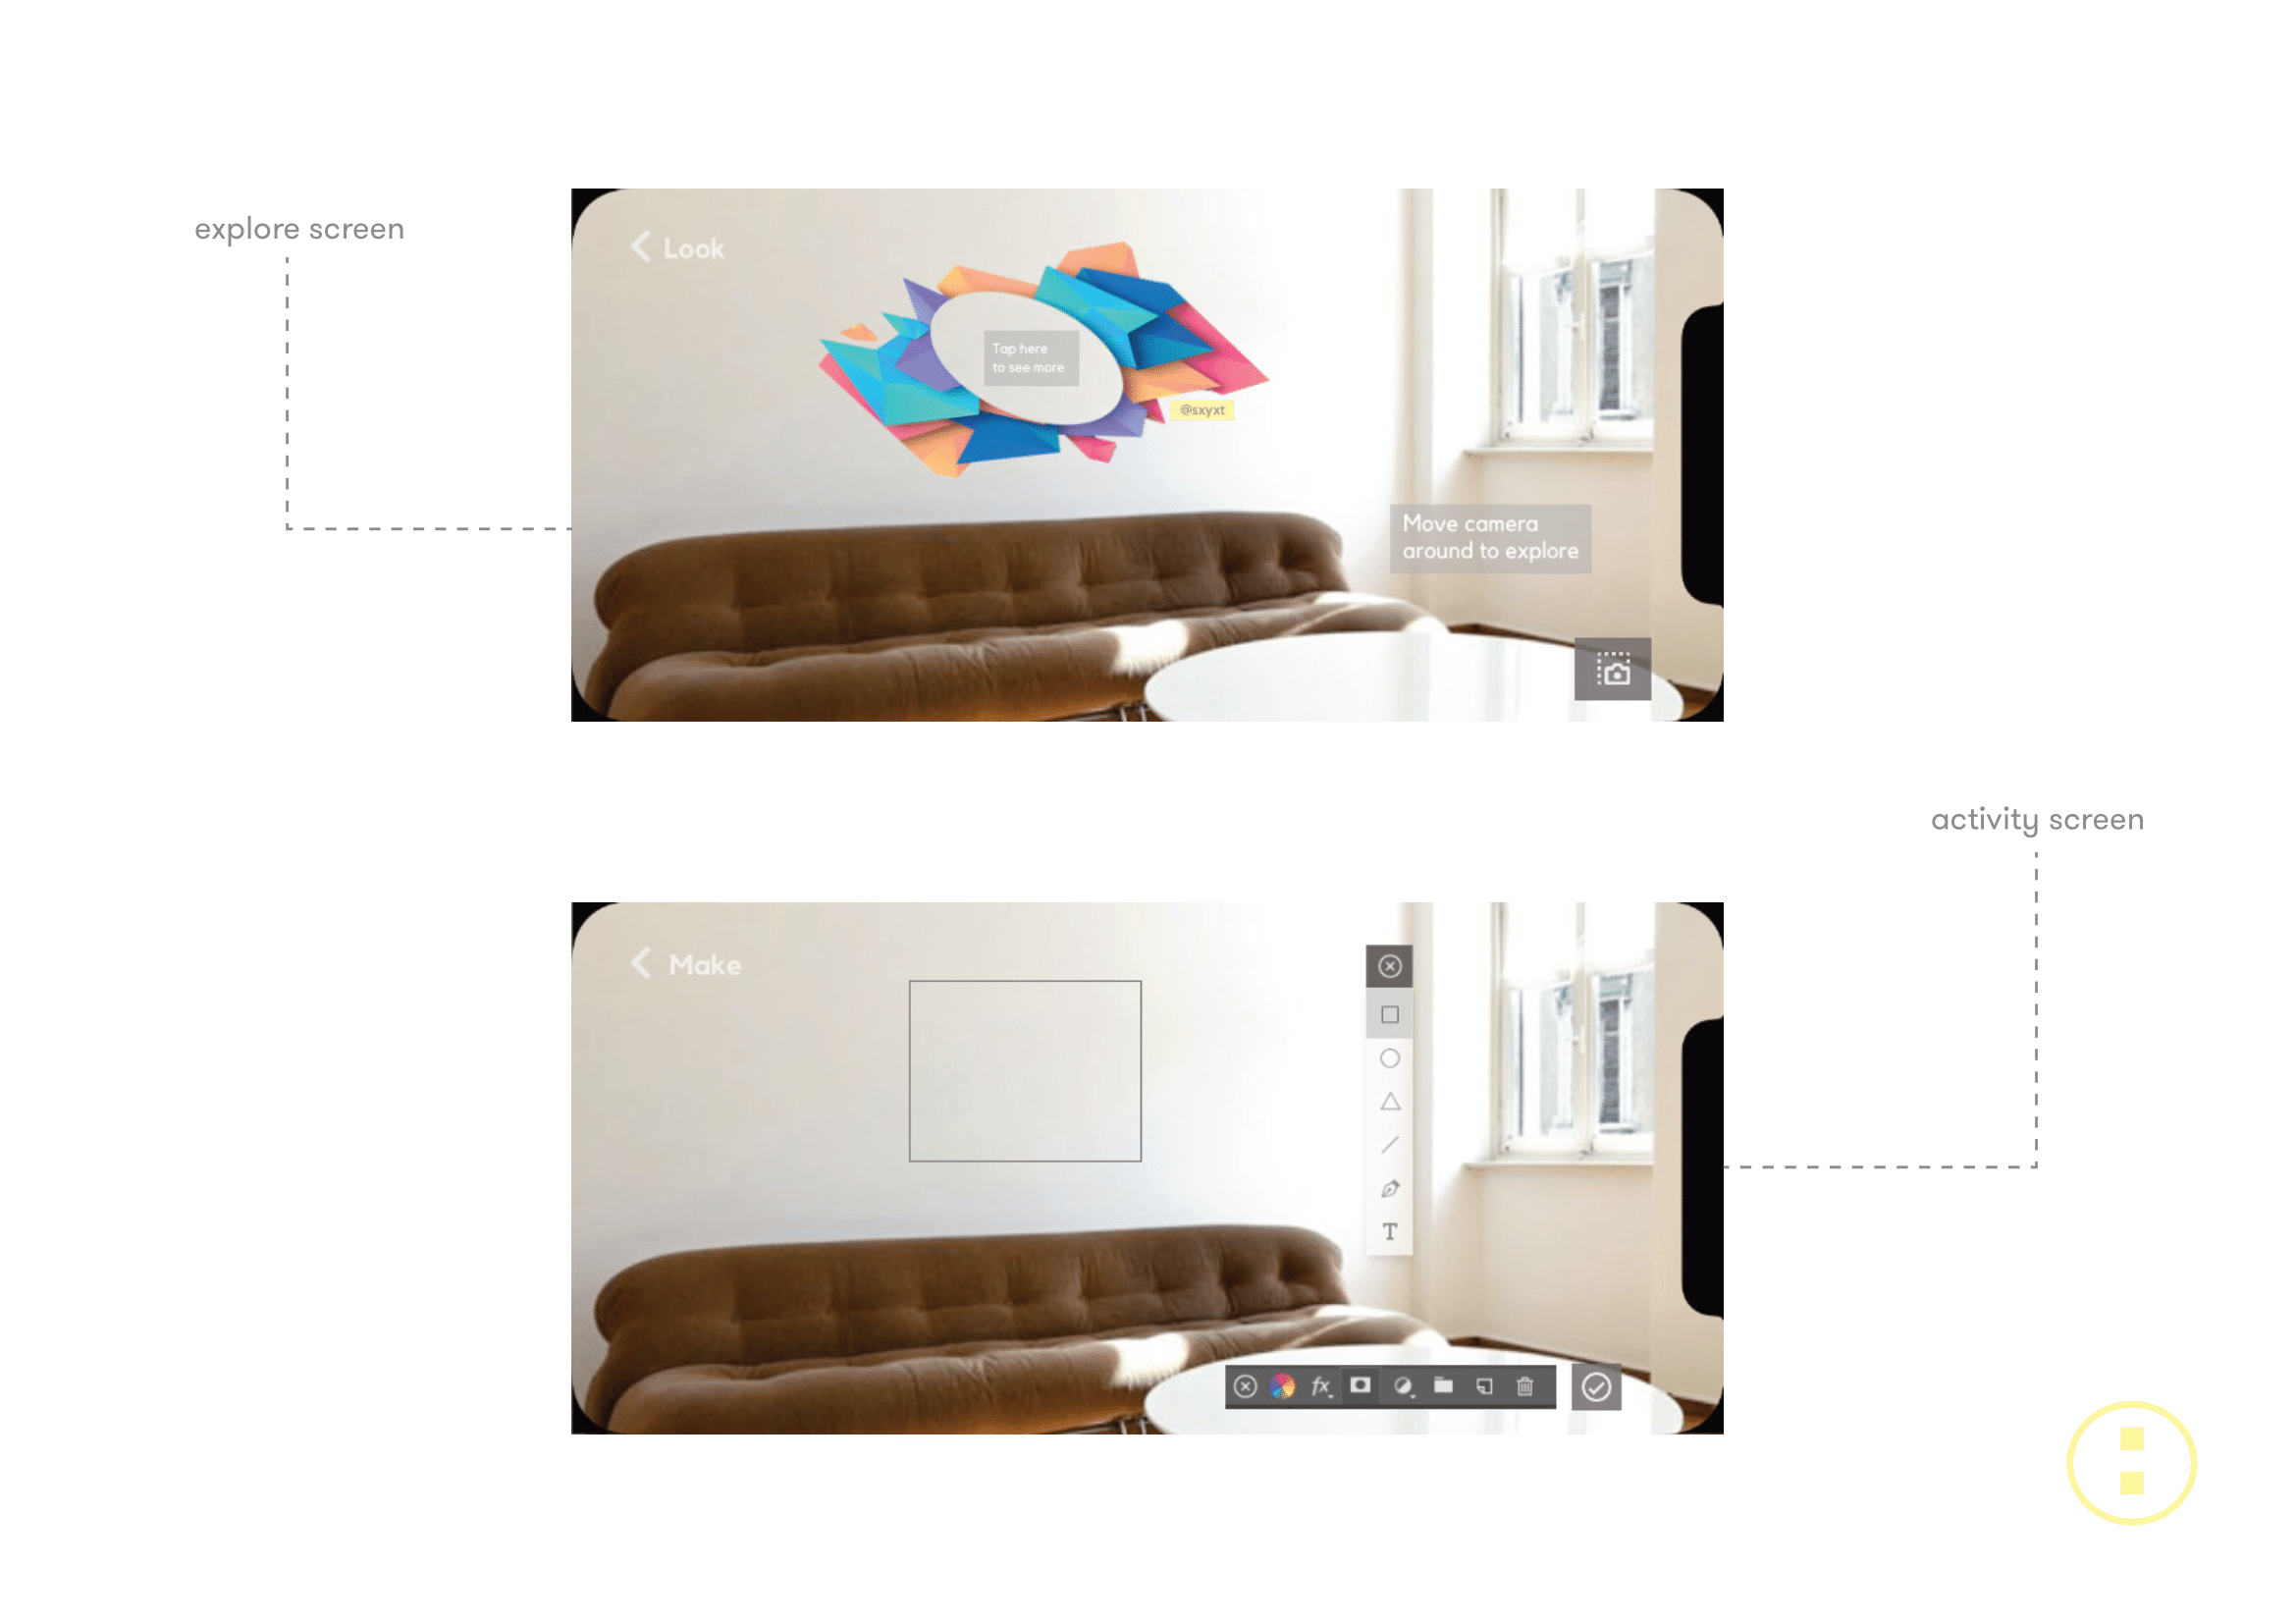 explore screen
Look
Tap here
to see more
@sxyxt
Move camera
around to explore
activity screen
Make
fx
T